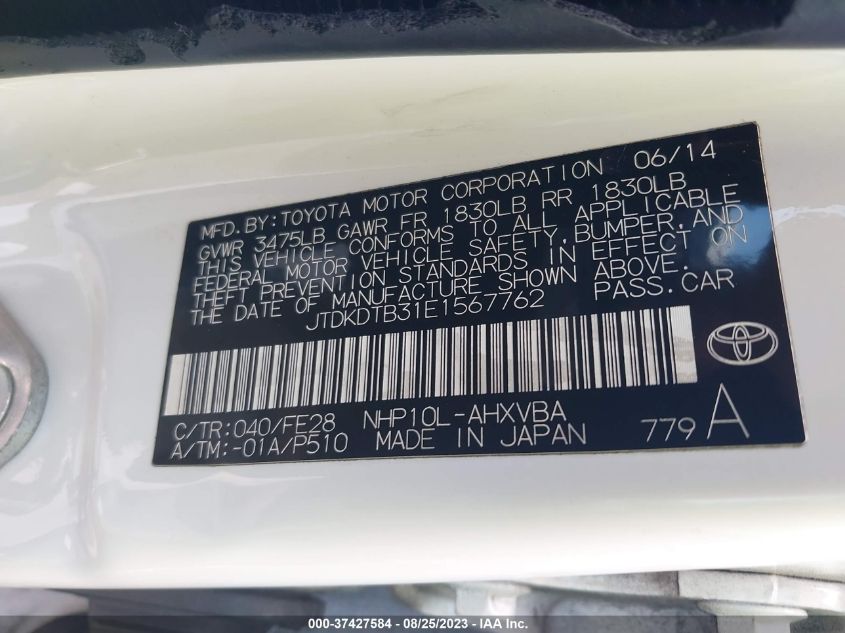 MFD. BY:TOYOTA MOTOR CORPORATION 06/14
GVWR 3475LB GAWR FR 1830LB RR 1830LB
THIS VEHICLE CONFORMS TO ALL APPLICABLE
FEDERAL MOTOR VEHICLE SAFETY,BUMPER,AND
THEFT PREVENTION STANDARDS IN EFFECT ON
THE DATE OF MANUFACTURE SHOWN ABOVE.
JTDKDTB31E1567762 PASS.CAR
C/TR:040/FE28 NHP10L-AHXVBA
A/TM:-01A/P510 MADE IN JAPAN 779 A
000-37427584 - 08/25/2023 - IAA Inc.